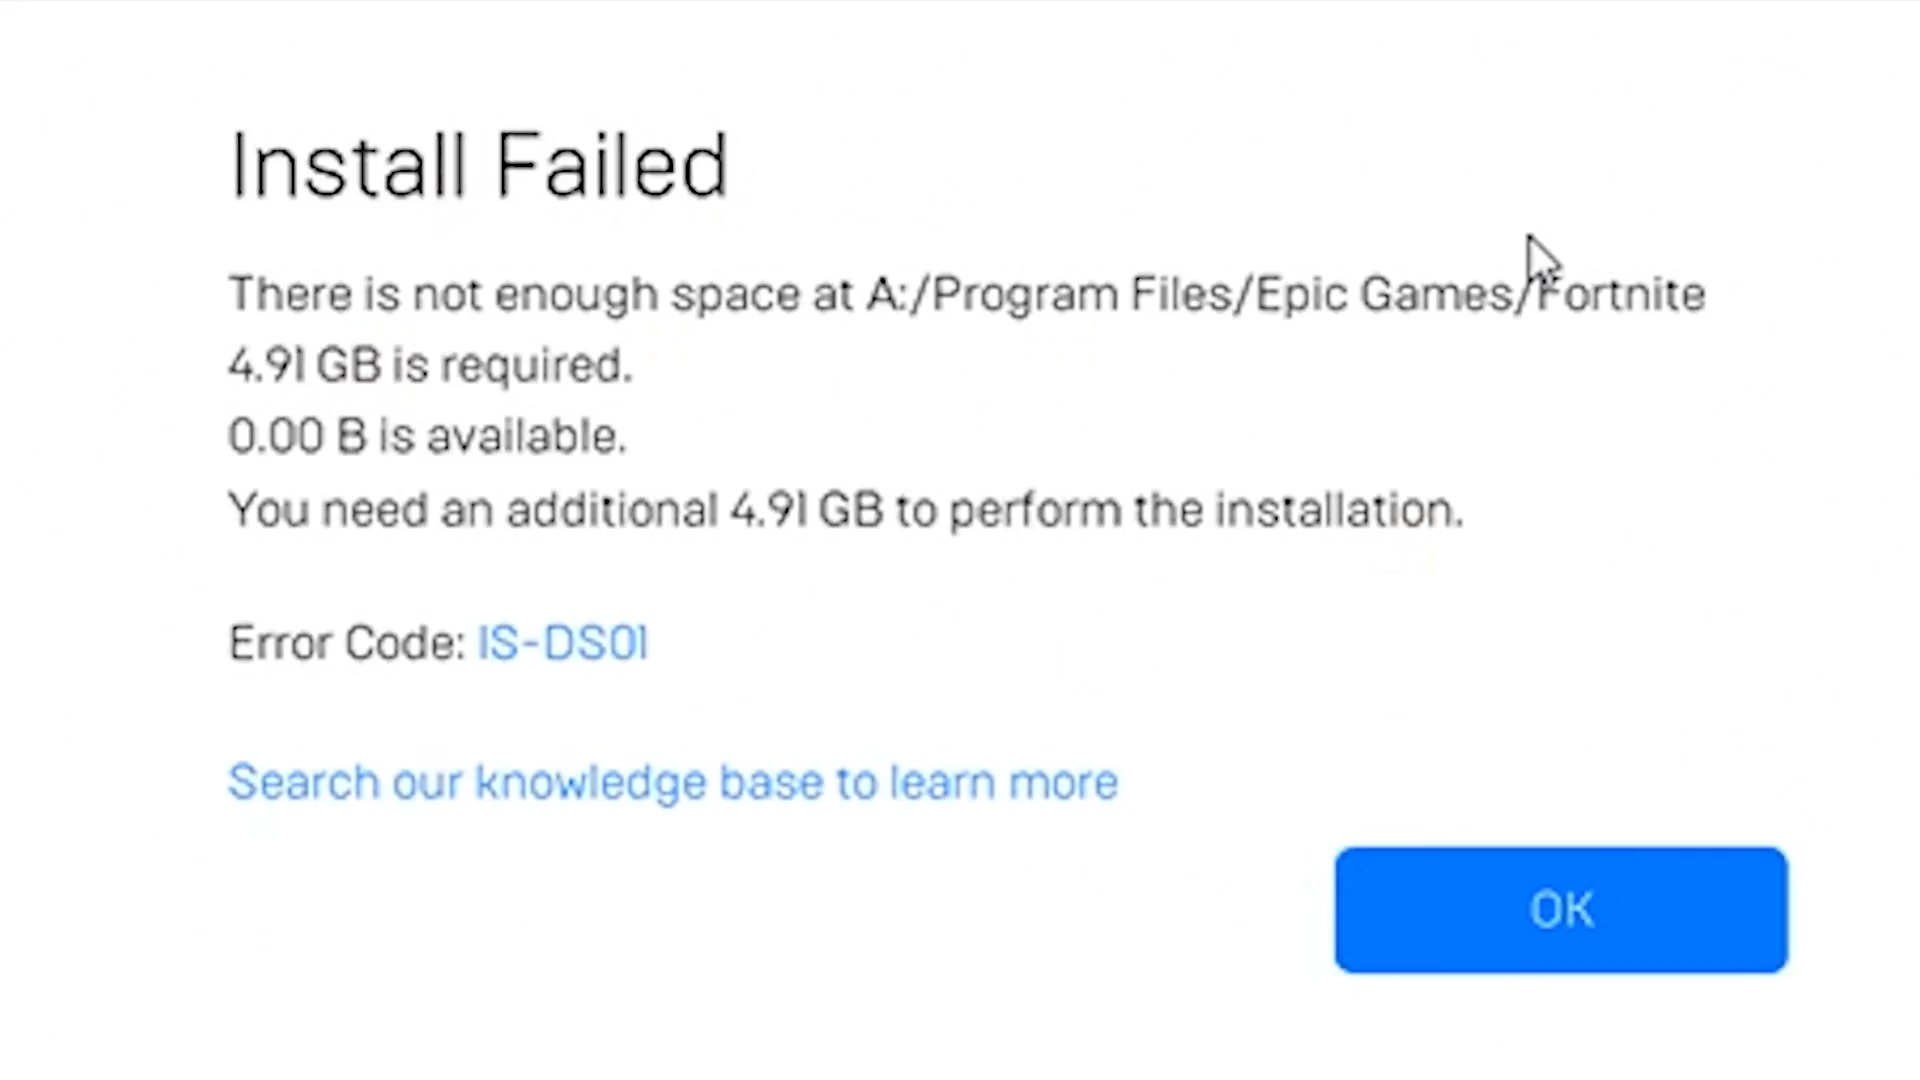 Install Failed
There is not enough space at A:/Program Files/Epic Games/Fortnite
4.91 GB is required.
0.00 B is available.
You need an additional 4.91 GB to perform the installation.
Error Code: IS-DS01
Search our knowledge base to learn more
OK